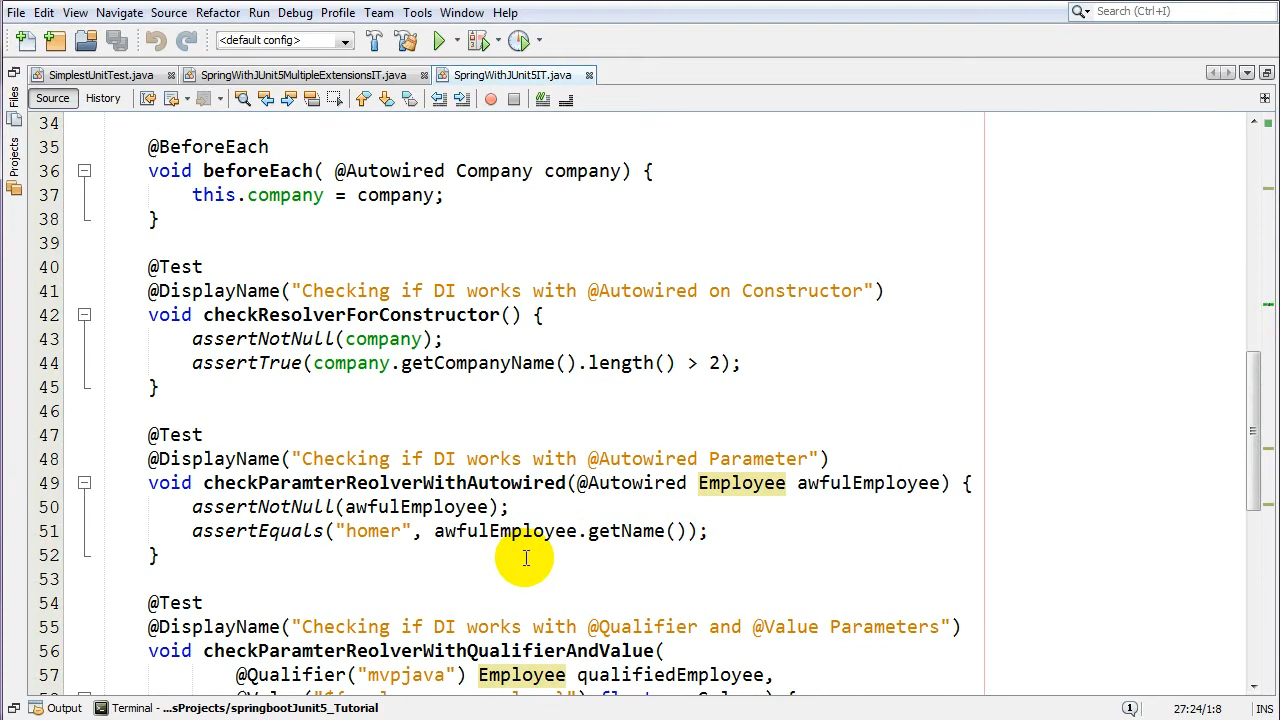 File Edit View Navigate Source Refactor Run Debug Profile Team Tools Window Help
Search (Ctrl+I)
<default config>
SimplestUnitTest.java SpringWithJUnit5MultipleExtensionsIT.java SpringWithJUnit5IT.java
Source History
Files
Projects
34
35 @BeforeEach
36 void beforeEach( @Autowired Company company) {
37 this.company = company;
38 }
39
40 @Test
41 @DisplayName("Checking if DI works with @Autowired on Constructor")
42 void checkResolverForConstructor() {
43 assertNotNull(company);
44 assertTrue(company.getCompanyName().length() > 2);
45 }
46
47 @Test
48 @DisplayName("Checking if DI works with @Autowired Parameter")
49 void checkParamterReolverWithAutowired(@Autowired Employee awfulEmployee) {
50 assertNotNull(awfulEmployee);
51 assertEquals("homer", awfulEmployee.getName());
52 }
53
54 @Test
55 @DisplayName("Checking if DI works with @Qualifier and @Value Parameters")
56 void checkParamterReolverWithQualifierAndValue(
57 @Qualifier("mvpjava") Employee qualifiedEmployee,
Output Terminal - ...sProjects/springbootJunit5_Tutorial
1 27:24/1:8 INS